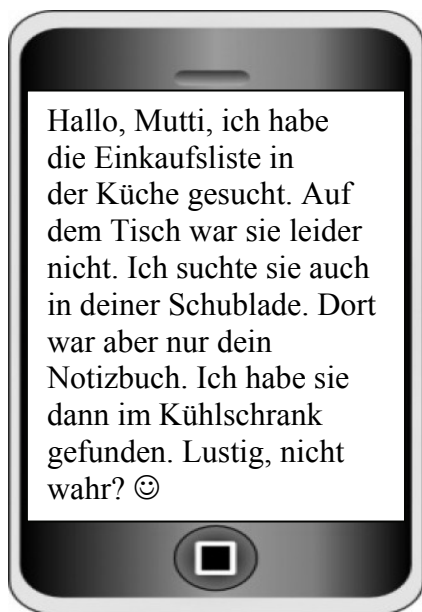 Hallo, Mutti, ich habe
die Einkaufsliste in
der Küche gesucht. Auf
dem Tisch war sie leider
nicht. Ich suchte sie auch
in deiner Schublade. Dort
war aber nur dein
Notizbuch. Ich habe sie
dann im Kühlschrank
gefunden. Lustig, nicht
wahr? ☺